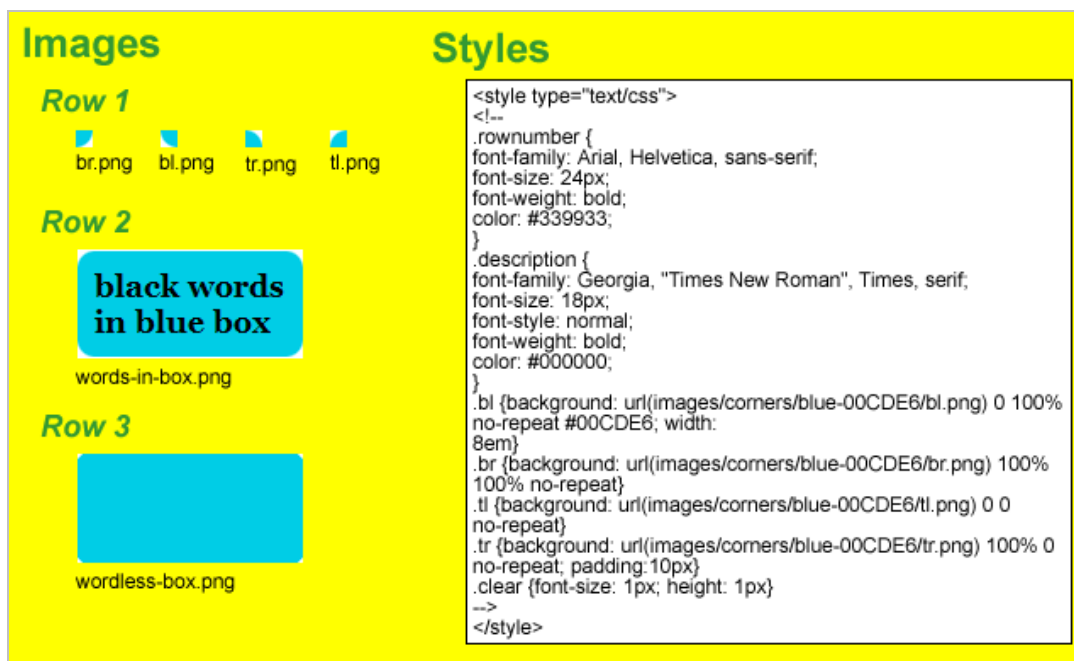 Images
Row 1
br.png bl.png tr.png tl.png
Row 2
black words
in blue box
words-in-box.png
Row 3
wordless-box.png
Styles
<style type="text/css">
<!--
.rownumber {
font-family: Arial, Helvetica, sans-serif;
font-size: 24px;
font-weight: bold;
color: #339933;
}
.description {
font-family: Georgia, "Times New Roman", Times, serif;
font-size: 18px;
font-style: normal;
font-weight: bold;
color: #000000;
}
.bl {background: url(images/corners/blue-00CDE6/bl.png) 0 100%
no-repeat #00CDE6; width:
8em}
.br {background: url(images/corners/blue-00CDE6/br.png) 100%
100% no-repeat}
.tl {background: url(images/corners/blue-00CDE6/tl.png) 0 0
no-repeat}
.tr {background: url(images/corners/blue-00CDE6/tr.png) 100% 0
no-repeat; padding:10px}
.clear {font-size: 1px; height: 1px}
-->
</style>